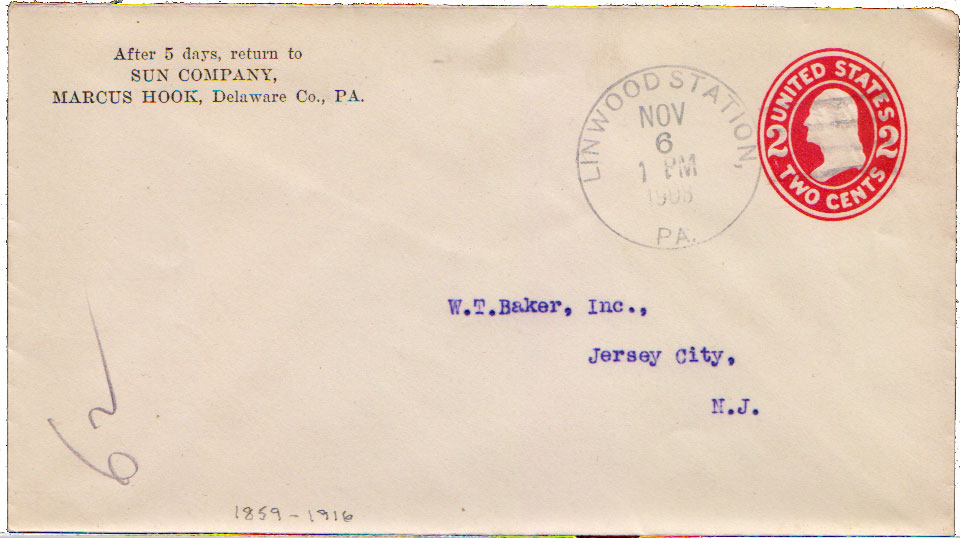 After 5 days, return to
SUN COMPANY,
MARCUS HOOK, Delaware Co., PA.
LINWOOD STATION,
NOV
6
1 PM
1908
PA.
UNITED STATES
2 2
TWO CENTS
W.T.Baker, Inc.,
Jersey City,
N.J.
62
1859-1916